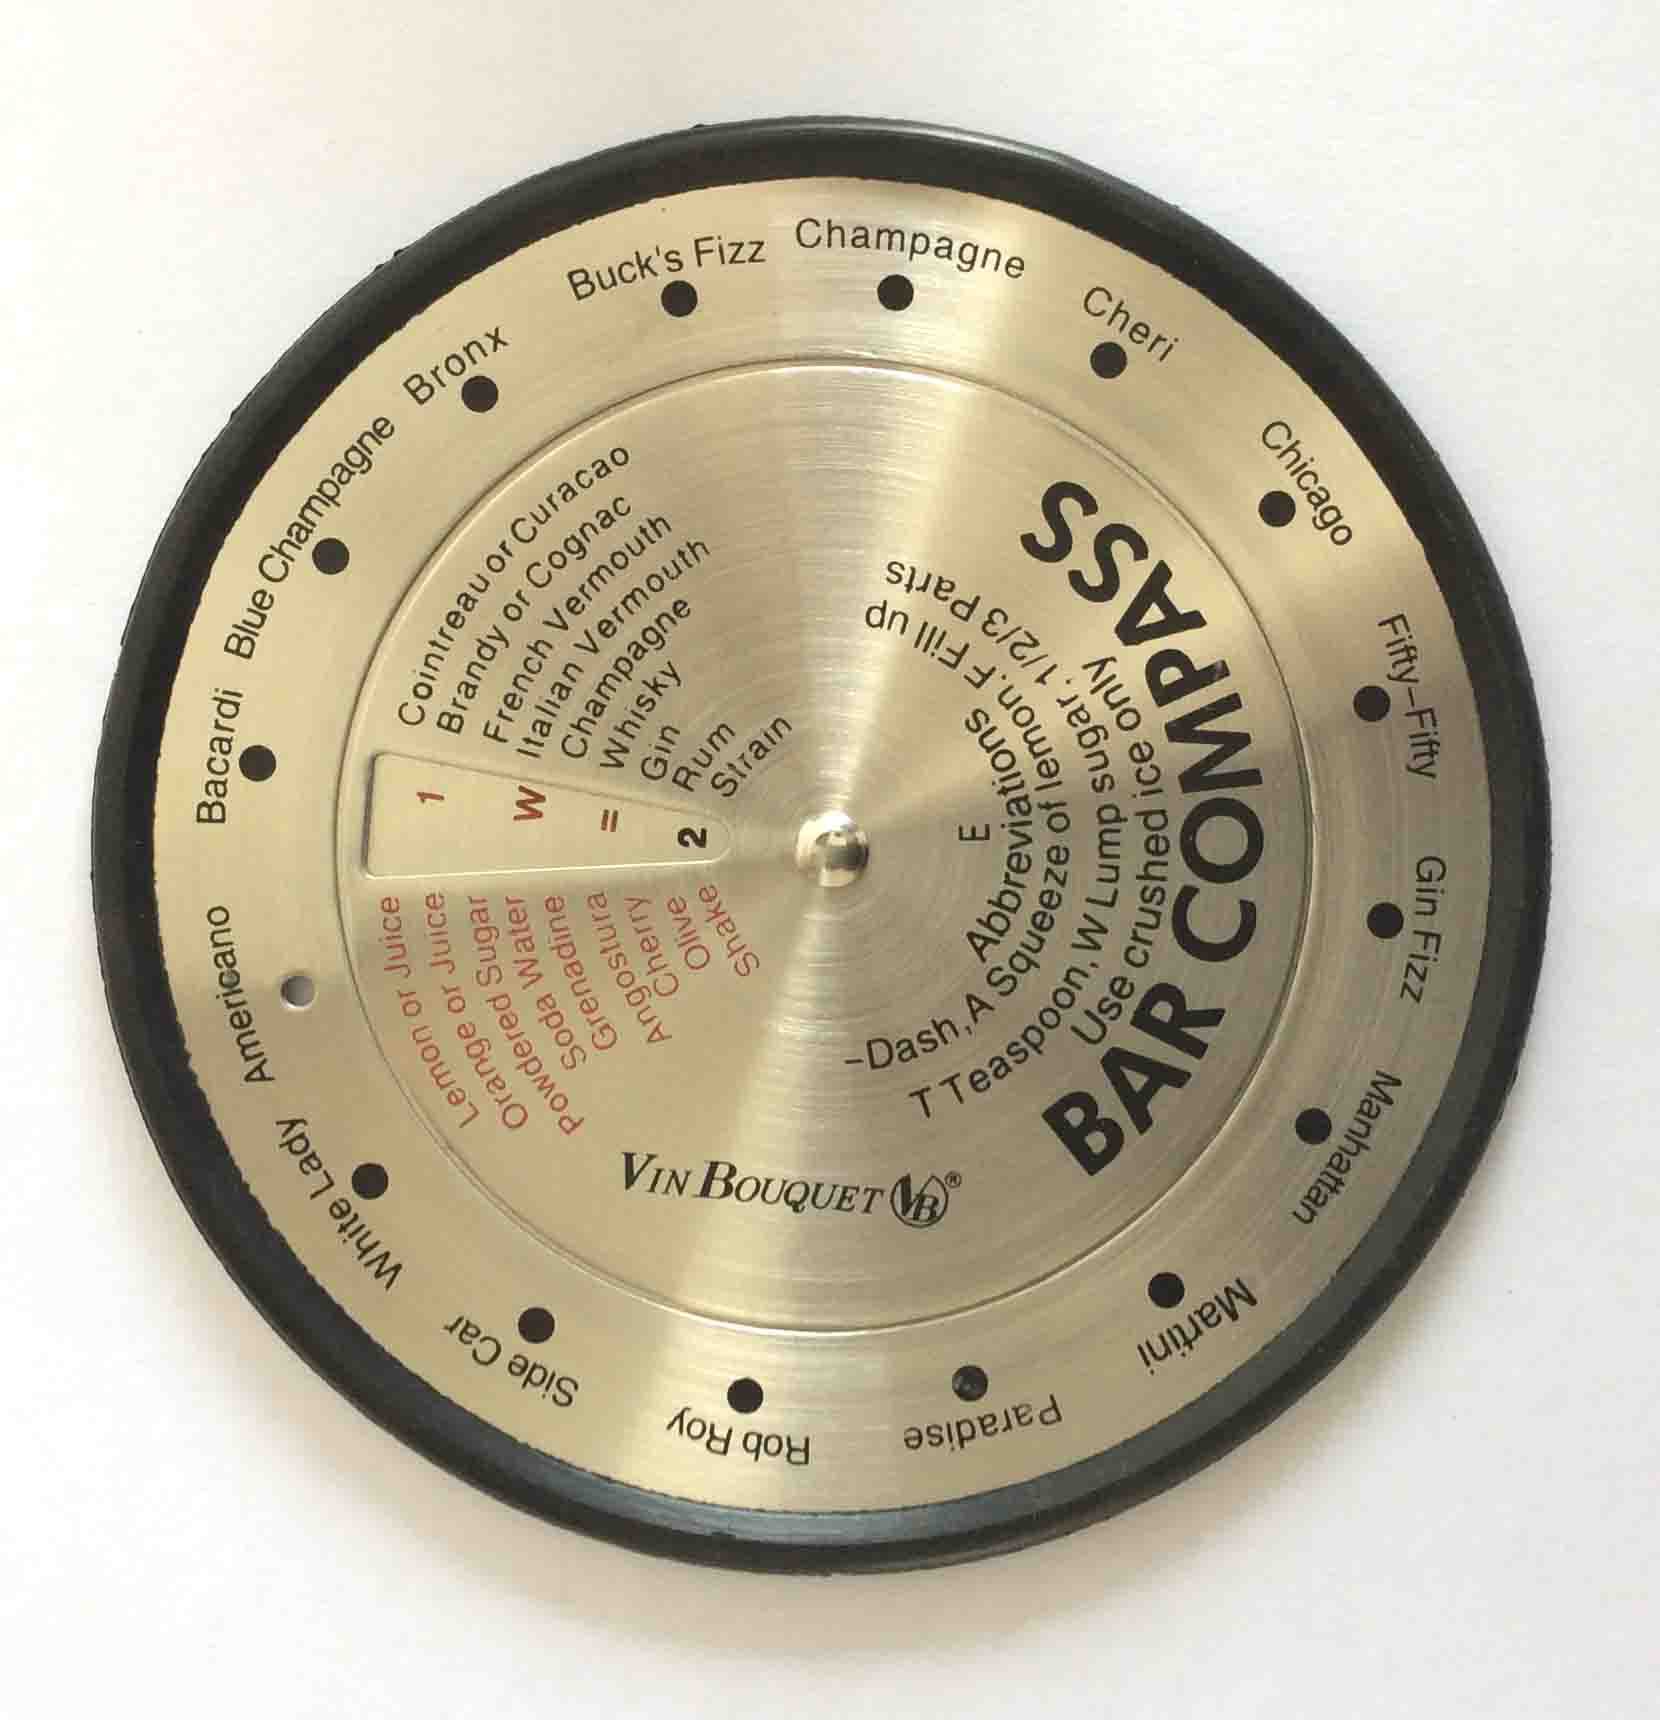 Champagne
Cheri
Chicago
Fifty-Fifty
Gin Fizz
Manhattan
Martini
Paradise
Rob Roy
Side Car
White Lady
Americano
Bacardi
Blue Champagne
Bronx
Buck's Fizz
Cointreau or Curacao
Brandy or Cognac
French Vermouth
Italian Vermouth
Champagne
Whisky
Gin
Rum
Strain
1
W
=
2
Lemon or Juice
Orange or Juice
Powdered Sugar
Soda Water
Grenadine
Angostura
Cherry
Olive
Shake
E
Abbreviations
-Dash, A Squeeze of lemon. F Fill up
T Teaspoon, W Lump sugar, 1/2/3 Parts
Use crushed ice only
BAR COMPASS
VIN BOUQUET VB®